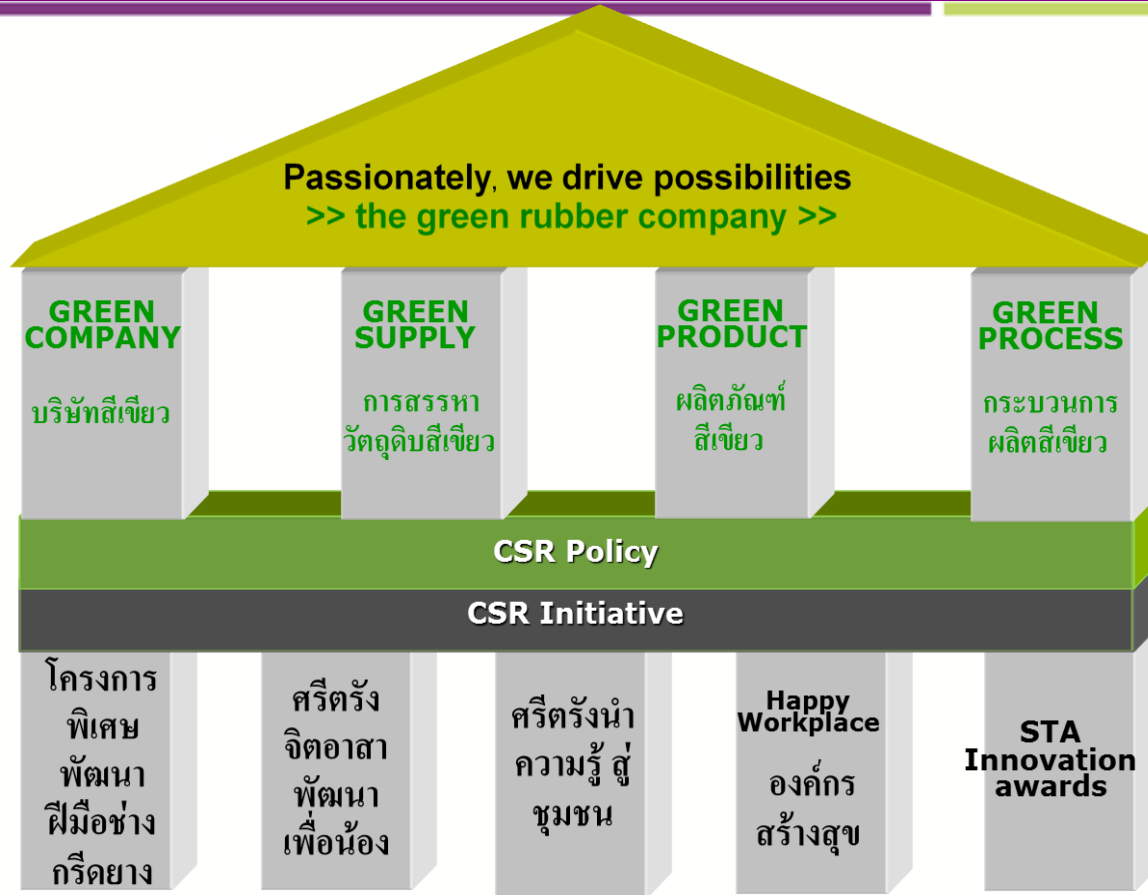 Passionately, we drive possibilities
>> the green rubber company >>
GREEN
COMPANY
บริษัทสีเขียว
GREEN
SUPPLY
การสรรหา
วัตถุดิบสีเขียว
GREEN
PRODUCT
ผลิตภัณฑ์
สีเขียว
GREEN
PROCESS
กระบวนการ
ผลิตสีเขียว
CSR Policy
CSR Initiative
โครงการ
พิเศษ
พัฒนา
ฝีมือช่าง
กรีดยาง
ศรีตรัง
จิตอาสา
พัฒนา
เพื่อน้อง
ศรีตรังนำ
ความรู้ สู่
ชุมชน
Happy
Workplace
องค์กร
สร้างสุข
STA
Innovation
awards